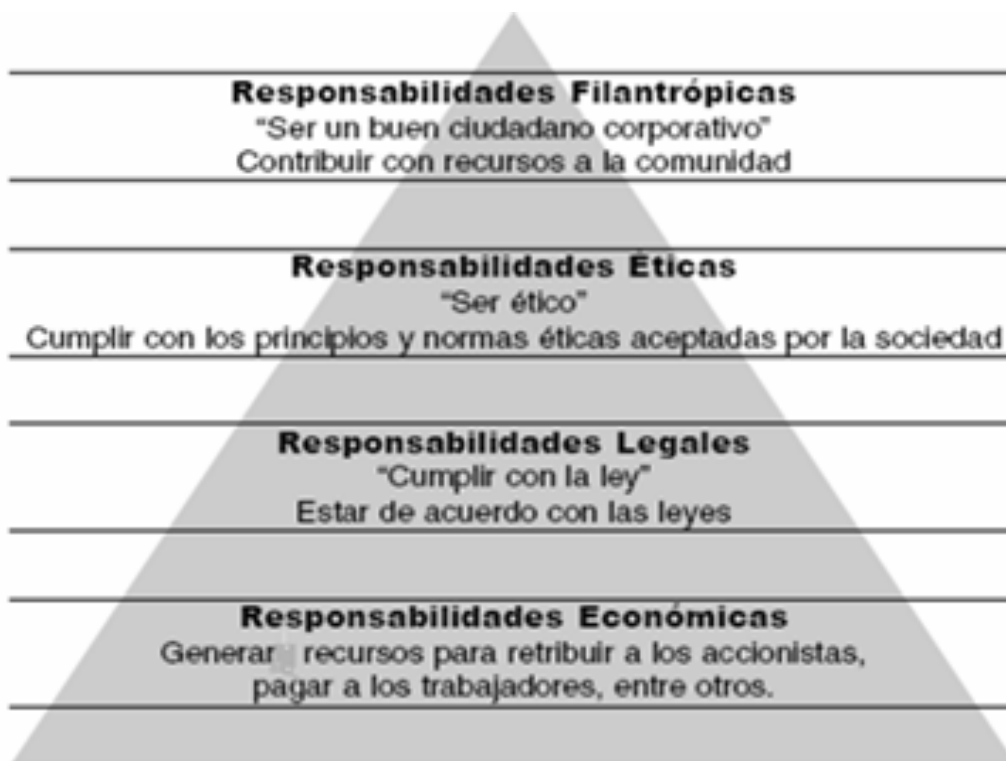 Responsabilidades Filantrópicas
“Ser un buen ciudadano corporativo”
Contribuir con recursos a la comunidad
Responsabilidades Éticas
“Ser ético”
Cumplir con los principios y normas éticas aceptadas por la sociedad
Responsabilidades Legales
“Cumplir con la ley”
Estar de acuerdo con las leyes
Responsabilidades Económicas
Generar recursos para retribuir a los accionistas,
pagar a los trabajadores, entre otros.